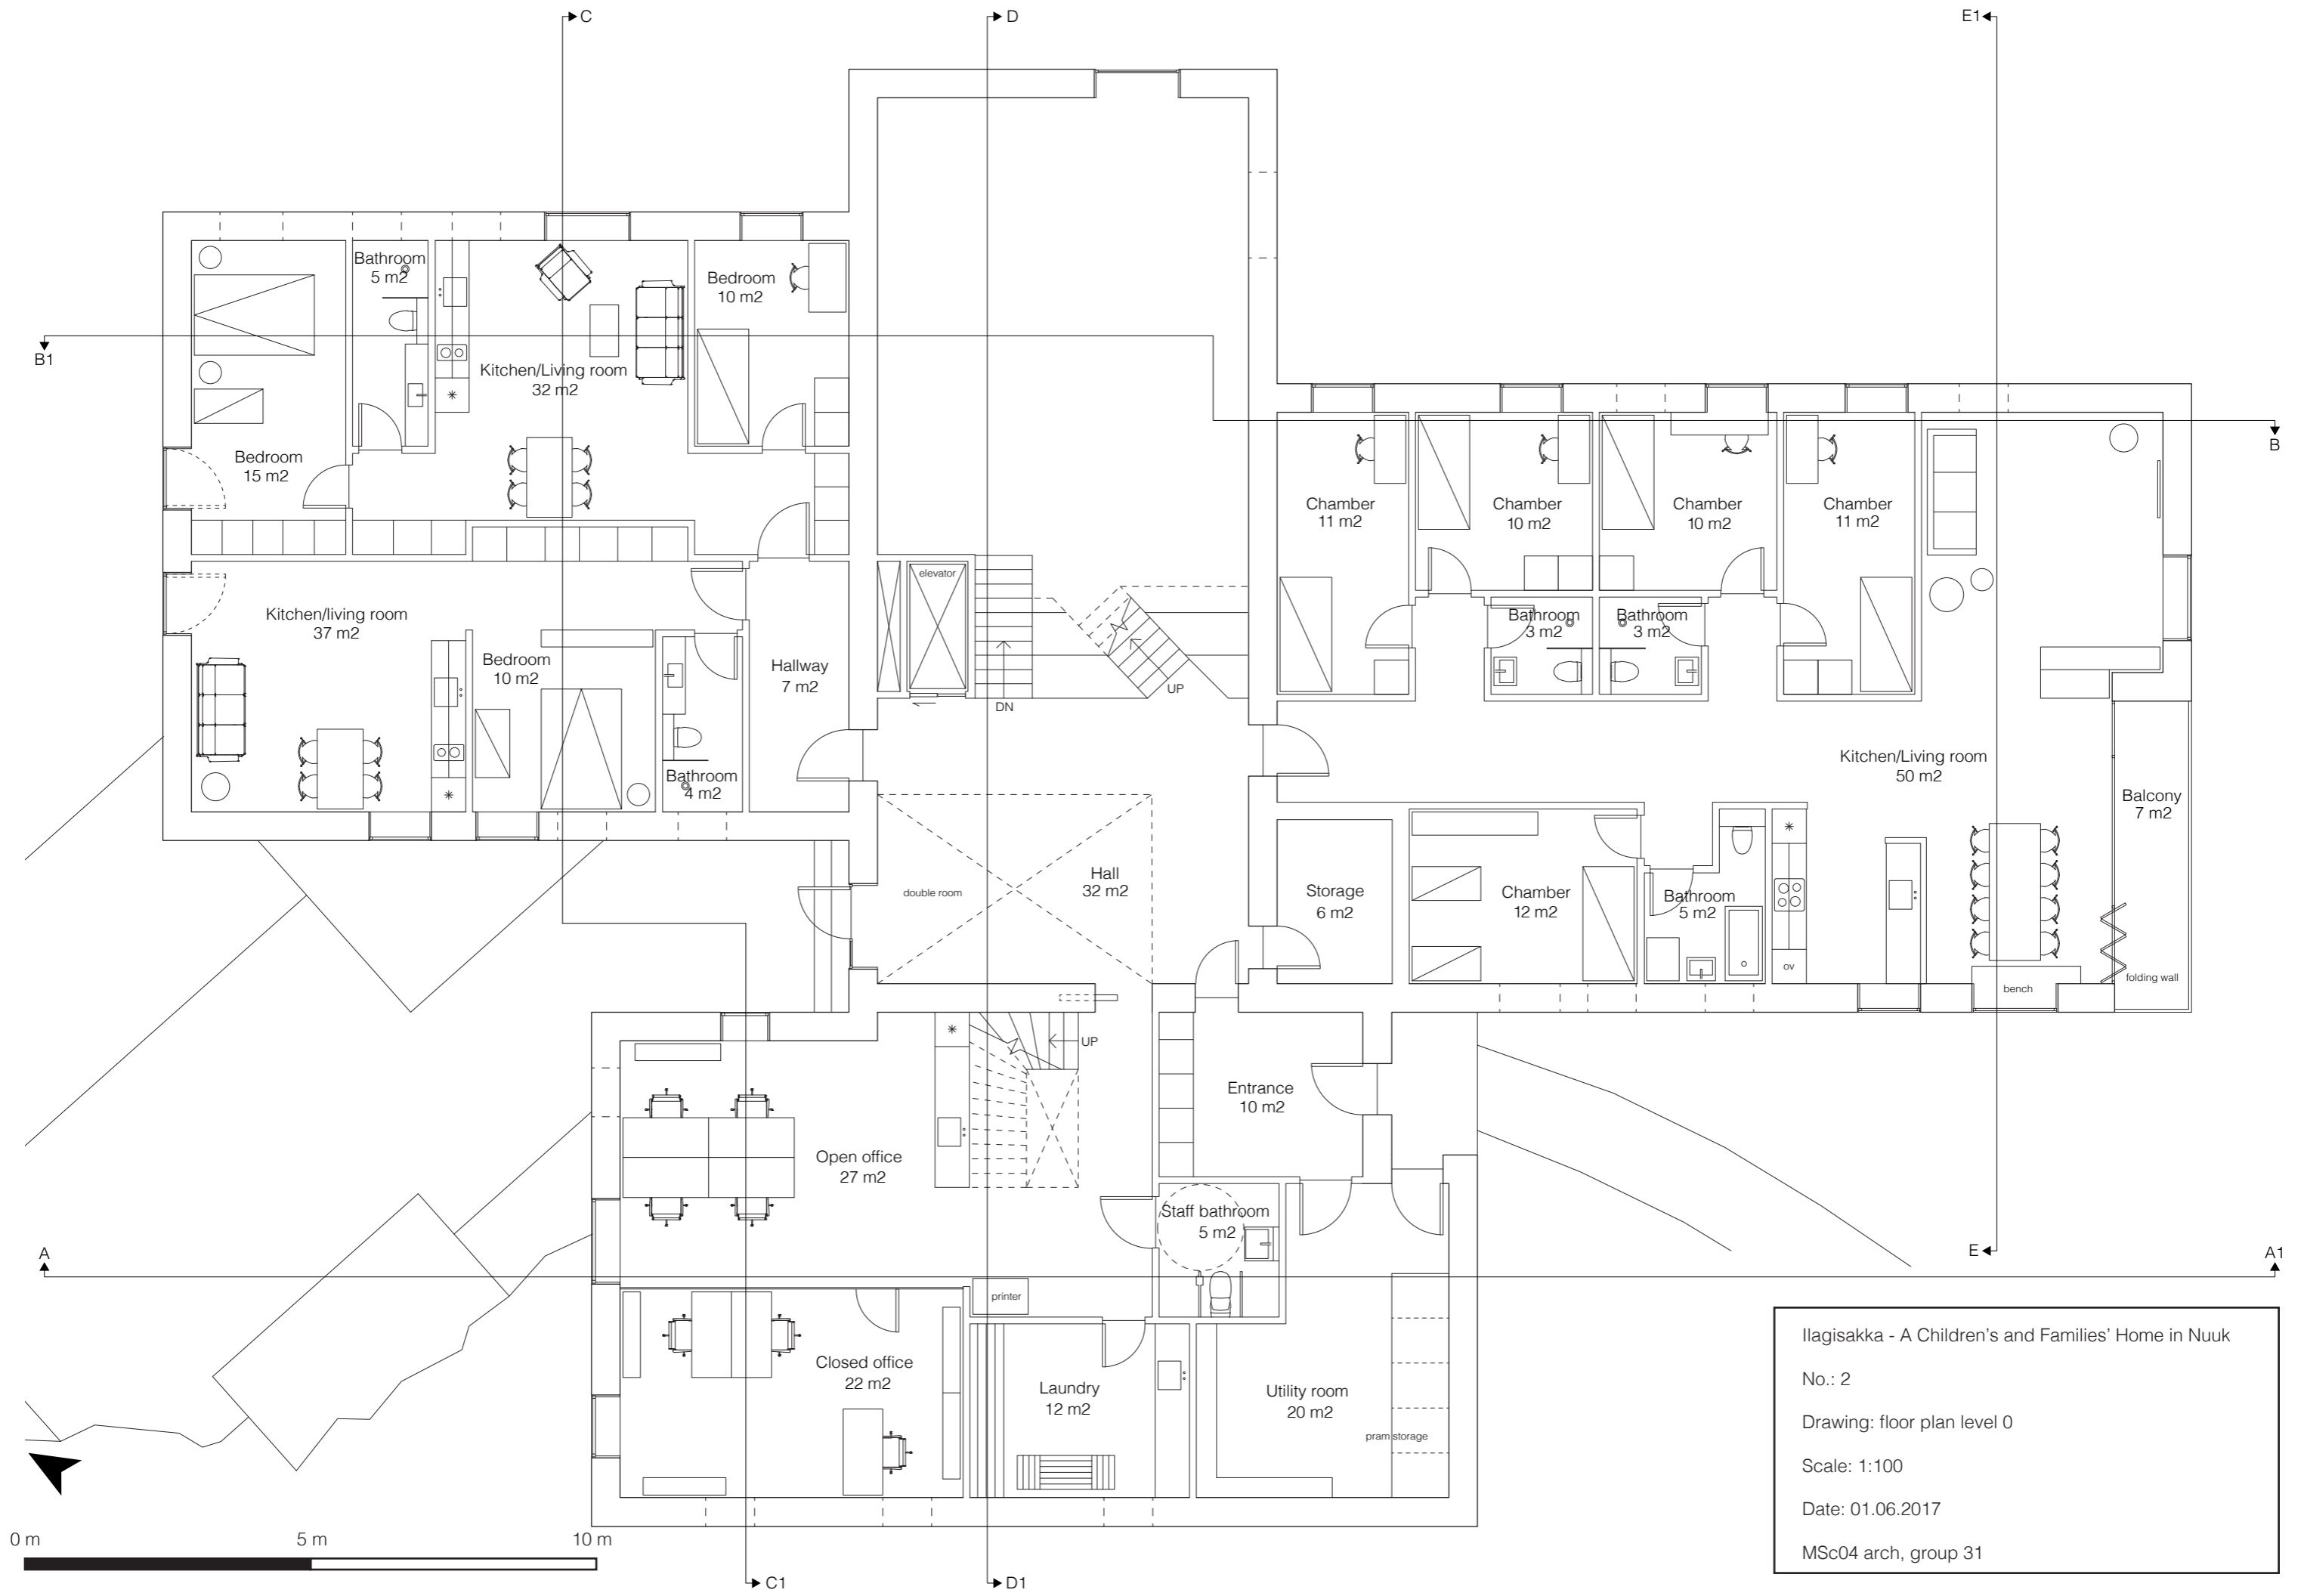 C
D
E1
Bathroom
5 m2
Bedroom
10 m2
B1
Kitchen/Living room
32 m2
Bedroom
15 m2
B
Chamber
11 m2
Chamber
10 m2
Chamber
10 m2
Chamber
11 m2
elevator
Kitchen/living room
37 m2
Bathroom
3 m2
Bathroom
3 m2
Bedroom
10 m2
Hallway
7 m2
UP
DN
Kitchen/Living room
50 m2
Bathroom
4 m2
Balcony
7 m2
Hall
32 m2
double room
Storage
6 m2
Chamber
12 m2
Bathroom
5 m2
ov
folding wall
bench
UP
Entrance
10 m2
Open office
27 m2
Staff bathroom
5 m2
A
E
A1
printer
Closed office
22 m2
Laundry
12 m2
Utility room
20 m2
pram storage
Ilagisakka - A Children's and Families' Home in Nuuk
No.: 2
Drawing: floor plan level 0
Scale: 1:100
Date: 01.06.2017
MSc04 arch, group 31
0 m
5 m
10 m
C1
D1